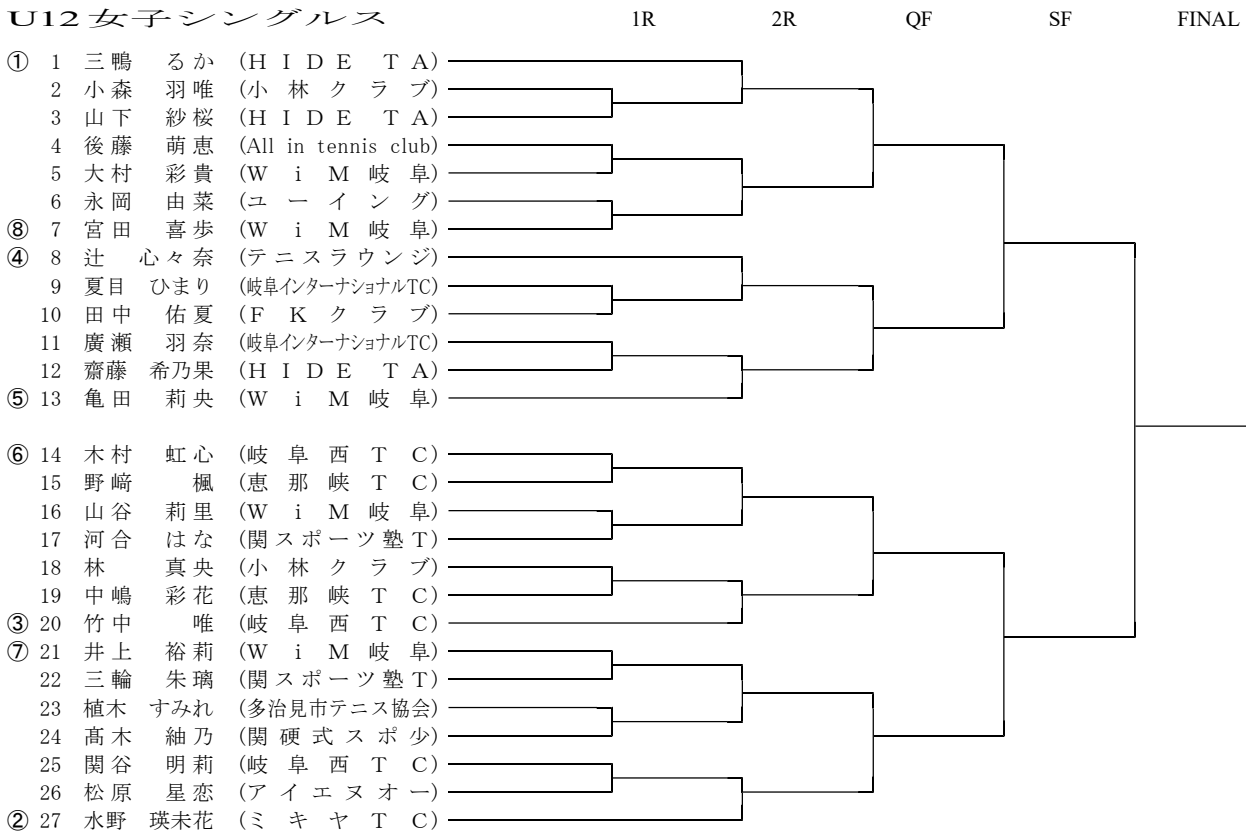 U12女子シングルス 1R 2R QF SF FINAL
① 1 三鴨 るか (HIDE TA)
2 小森 羽唯 (小林クラブ)
3 山下 紗桜 (HIDE TA)
4 後藤 萌恵 (All in tennis club)
5 大村 彩貴 (WiM岐阜)
6 永岡 由菜 (ユーイング)
⑧ 7 宮田 喜歩 (WiM岐阜)
④ 8 辻 心々奈 (テニスラウンジ)
9 夏目 ひまり (岐阜インターナショナルTC)
10 田中 佑夏 (FKクラブ)
11 廣瀬 羽奈 (岐阜インターナショナルTC)
12 齋藤 希乃果 (HIDE TA)
⑤ 13 亀田 莉央 (WiM岐阜)
⑥ 14 木村 虹心 (岐阜西TC)
15 野﨑 楓 (恵那峡TC)
16 山谷 莉里 (WiM岐阜)
17 河合 はな (関スポーツ塾T)
18 林 真央 (小林クラブ)
19 中嶋 彩花 (恵那峡TC)
③ 20 竹中 唯 (岐阜西TC)
⑦ 21 井上 裕莉 (WiM岐阜)
22 三輪 朱璃 (関スポーツ塾T)
23 植木 すみれ (多治見市テニス協会)
24 髙木 紬乃 (関硬式スポ少)
25 関谷 明莉 (岐阜西TC)
26 松原 星恋 (アイエヌオー)
② 27 水野 瑛未花 (ミキヤTC)